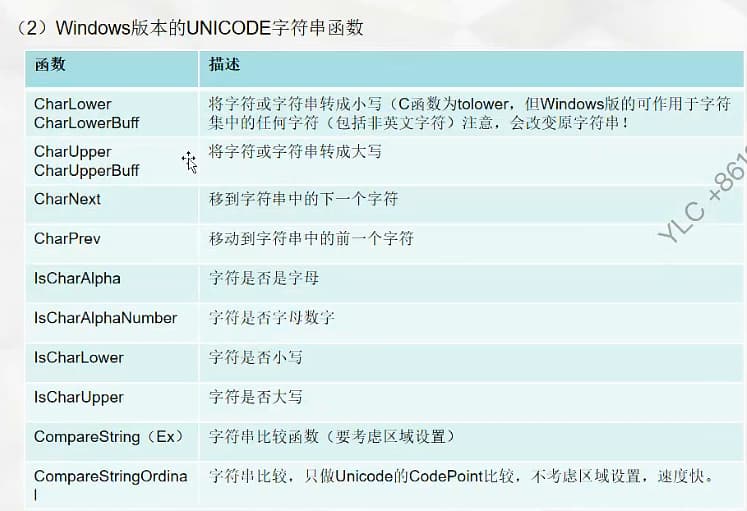 （2）Windows版本的UNICODE字符串函数
函数 描述
CharLower
CharLowerBuff
将字符或字符串转成小写（C函数为tolower，但Windows版的可作用于字符
集中的任何字符（包括非英文字符）注意，会改变原字符串！
CharUpper
CharUpperBuff
将字符或字符串转成大写
CharNext 移到字符串中的下一个字符
CharPrev 移动到字符串中的前一个字符
IsCharAlpha 字符是否是字母
IsCharAlphaNumber 字符是否字母数字
IsCharLower 字符是否小写
IsCharUpper 字符是否大写
CompareString（Ex） 字符串比较函数（要考虑区域设置）
CompareStringOrdina
l
字符串比较，只做Unicode的CodePoint比较，不考虑区域设置，速度快。
YLC +861